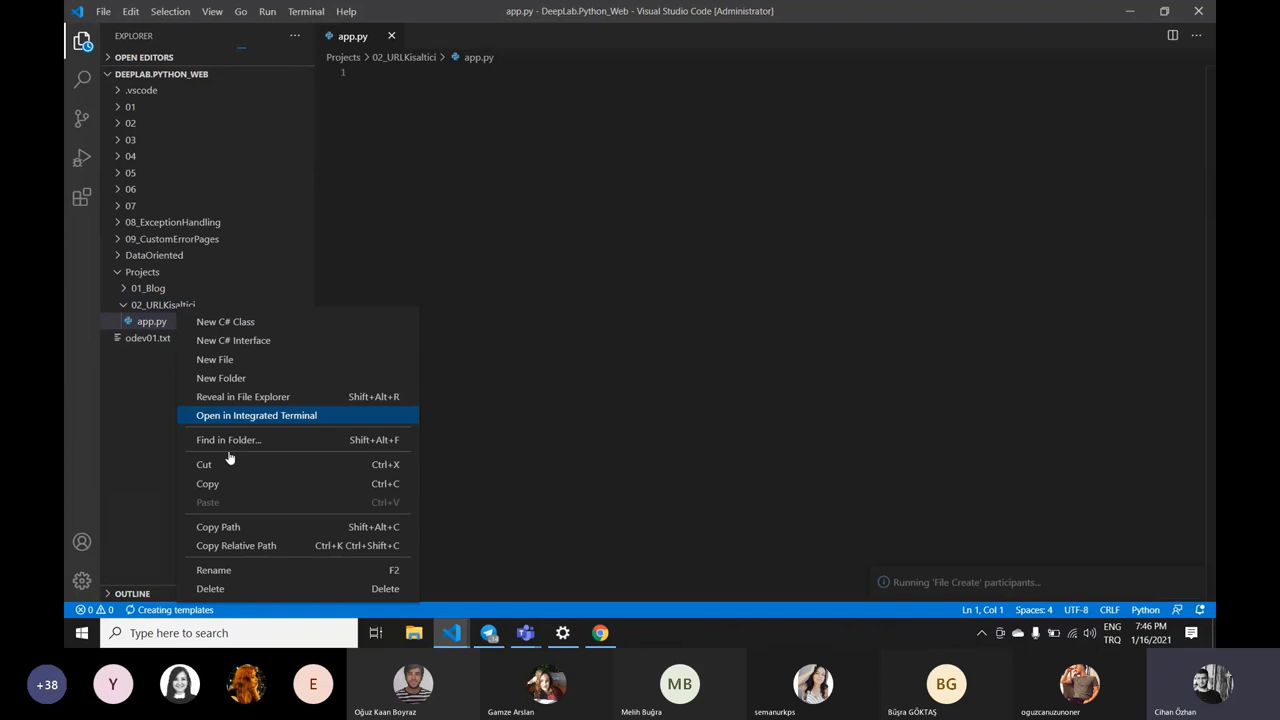 File Edit Selection View Go Run Terminal Help
app.py - DeepLab.Python_Web - Visual Studio Code [Administrator]
EXPLORER
app.py
OPEN EDITORS
Projects > 02_URLKisaltici > app.py
DEEPLAB.PYTHON_WEB
1
.vscode
01
02
03
04
05
06
07
08_ExceptionHandling
09_CustomErrorPages
DataOriented
Projects
01_Blog
02_URLKisaltici
app.py
odev01.txt
New C# Class
New C# Interface
New File
New Folder
Reveal in File Explorer Shift+Alt+R
Open in Integrated Terminal
Find in Folder... Shift+Alt+F
Cut Ctrl+X
Copy Ctrl+C
Paste Ctrl+V
Copy Path Shift+Alt+C
Copy Relative Path Ctrl+K Ctrl+Shift+C
Rename F2
Delete Delete
Running 'File Create' participants...
OUTLINE
0 0 Creating templates
Ln 1, Col 1 Spaces: 4 UTF-8 CRLF Python
Type here to search
ENG
TRQ
7:46 PM
1/16/2021
+38
Y
E
MB
BG
Oğuz Kaan Boyraz
Gamze Arslan
Melih Buğra
semanurkps
Büşra GÖKTAŞ
oguzcanuzunoner
Cihan Özhan